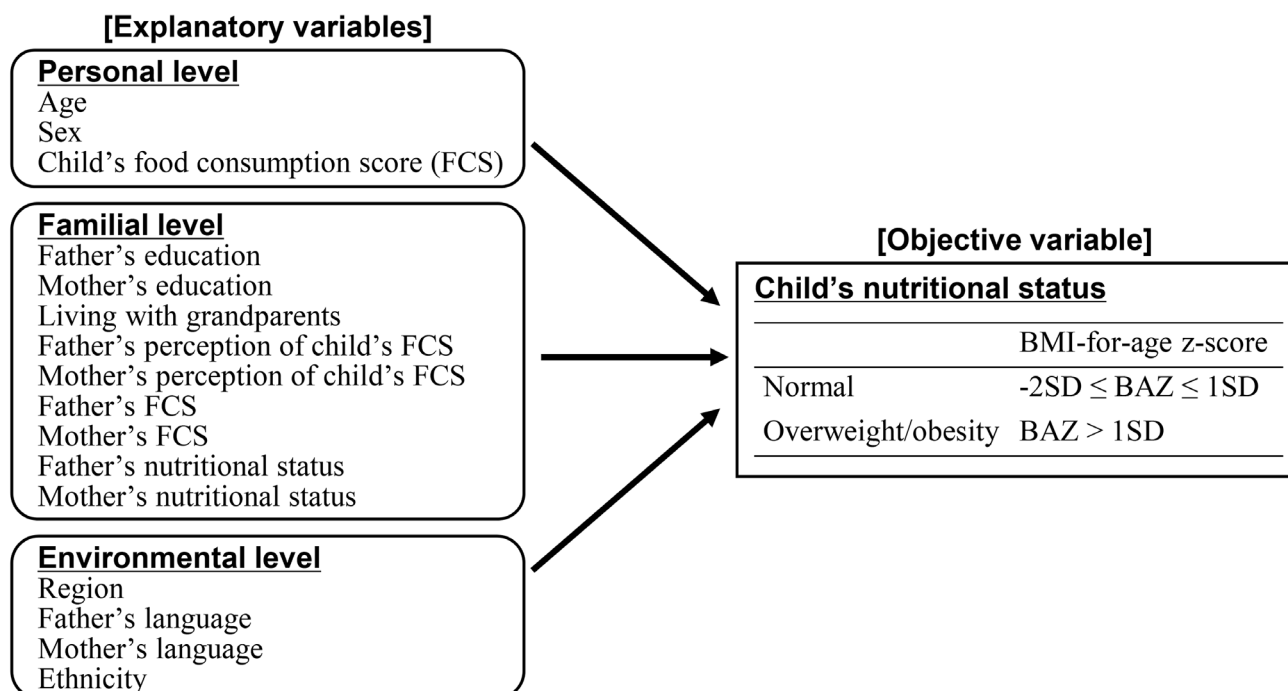 [Explanatory variables]
Personal level
Age
Sex
Child’s food consumption score (FCS)
Familial level
Father’s education
Mother’s education
Living with grandparents
Father’s perception of child’s FCS
Mother’s perception of child’s FCS
Father’s FCS
Mother’s FCS
Father’s nutritional status
Mother’s nutritional status
Environmental level
Region
Father’s language
Mother’s language
Ethnicity
[Objective variable]
Child’s nutritional status
BMI-for-age z-score
Normal -2SD ≤ BAZ ≤ 1SD
Overweight/obesity BAZ > 1SD